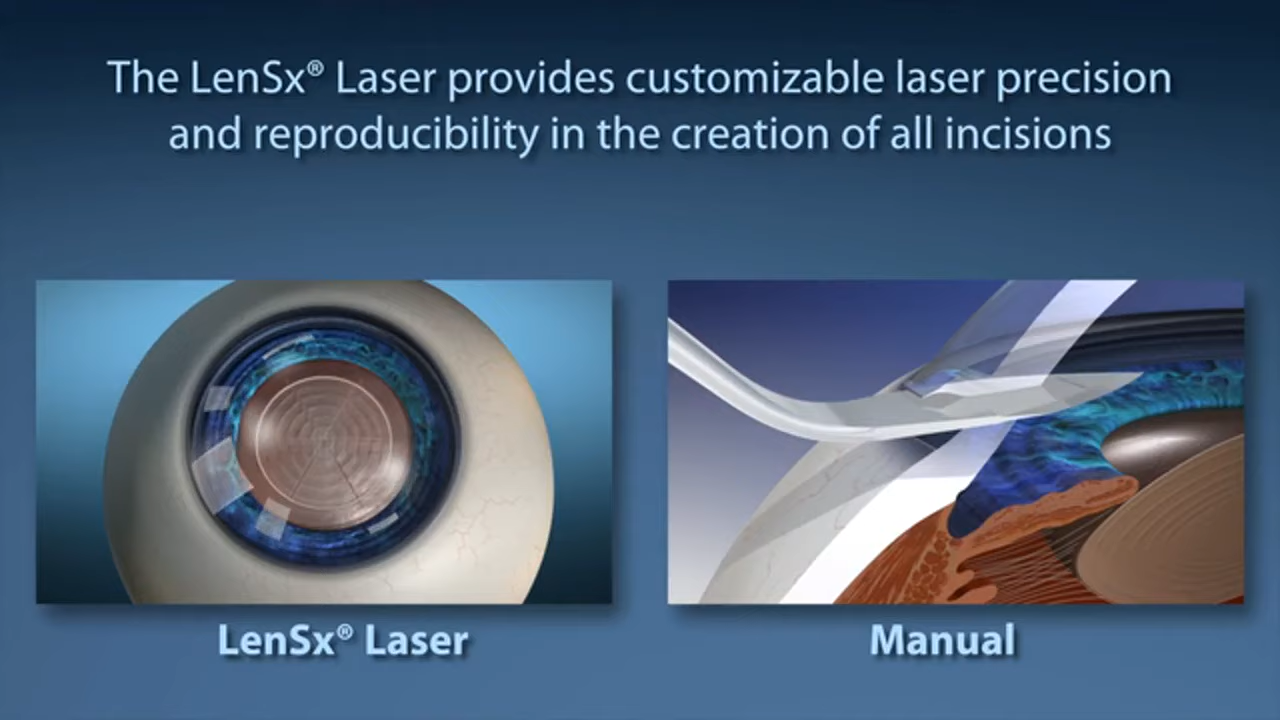 The LenSx® Laser provides customizable laser precision
and reproducibility in the creation of all incisions
LenSx® Laser
Manual